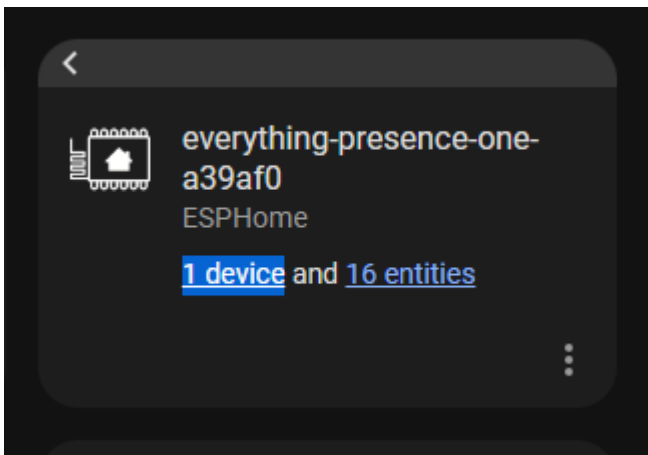 everything-presence-one-
a39af0
ESPHome
1 device and 16 entities